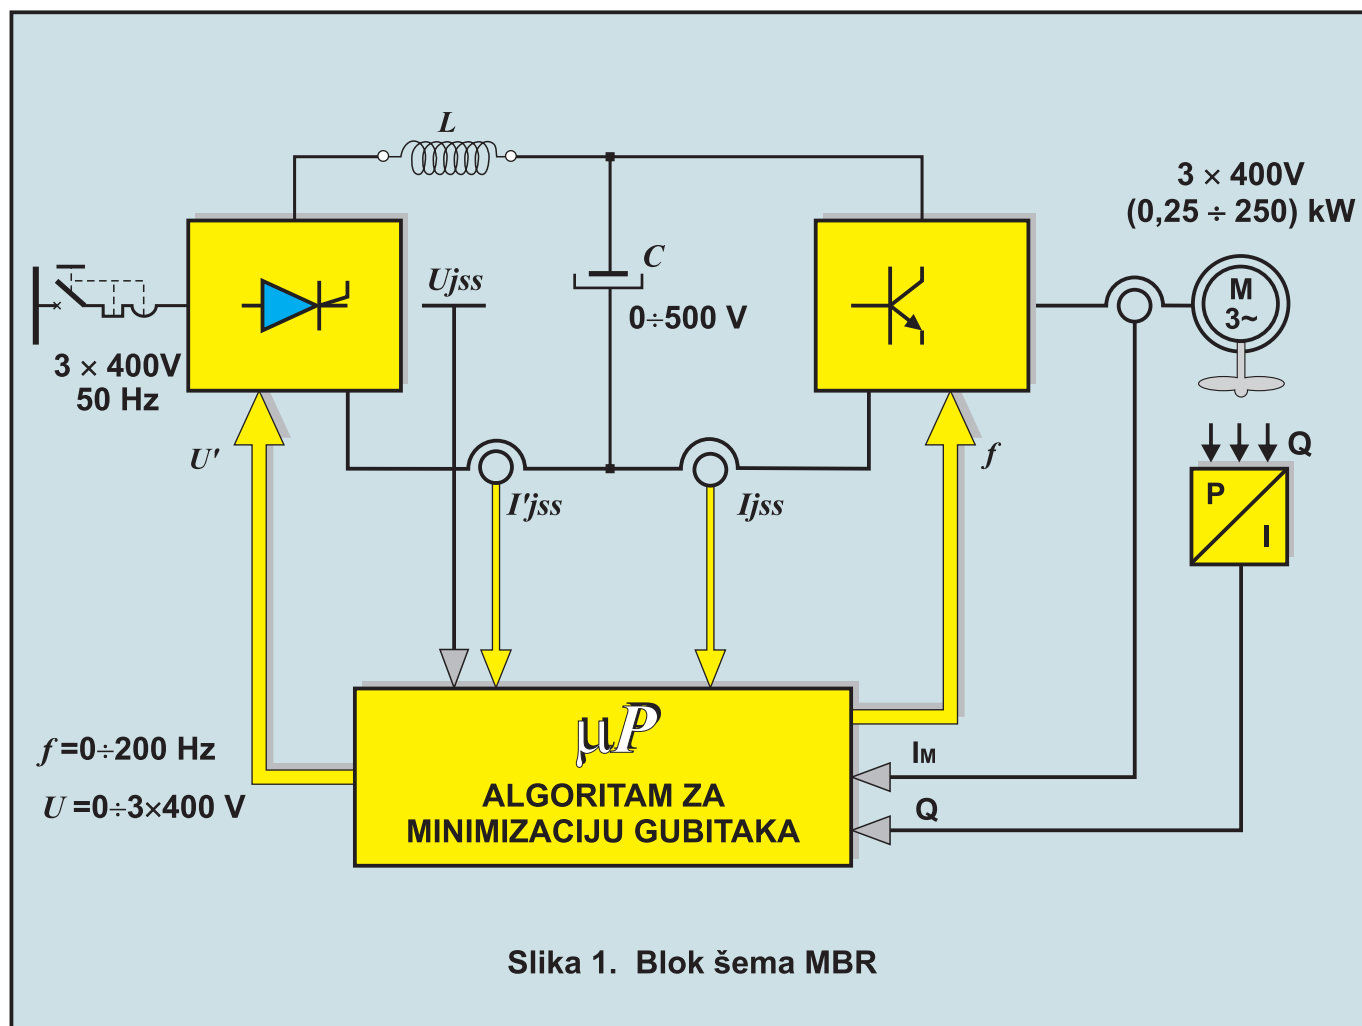 L
3 × 400V
(0,25 ÷ 250) kW
Ujss
C
0÷500 V
M
3~
3 × 400V
50 Hz
U'
I'jss
Ijss
f
Q
P
I
f =0÷200 Hz
U =0÷3×400 V
µP
ALGORITAM ZA
MINIMIZACIJU GUBITAKA
IM
Q
Slika 1. Blok šema MBR